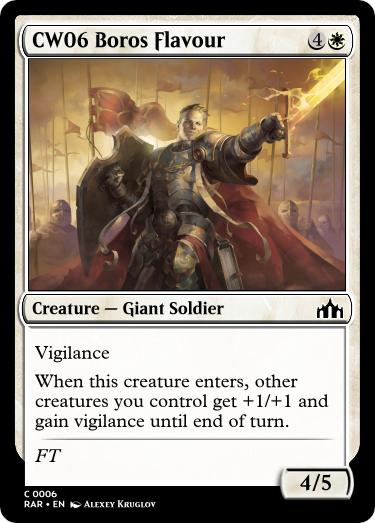 CW06 Boros Flavour 4
Creature — Giant Soldier
Vigilance
When this creature enters, other
creatures you control get +1/+1 and
gain vigilance until end of turn.
FT
4/5
C 0006
RAR • EN Alexey Kruglov